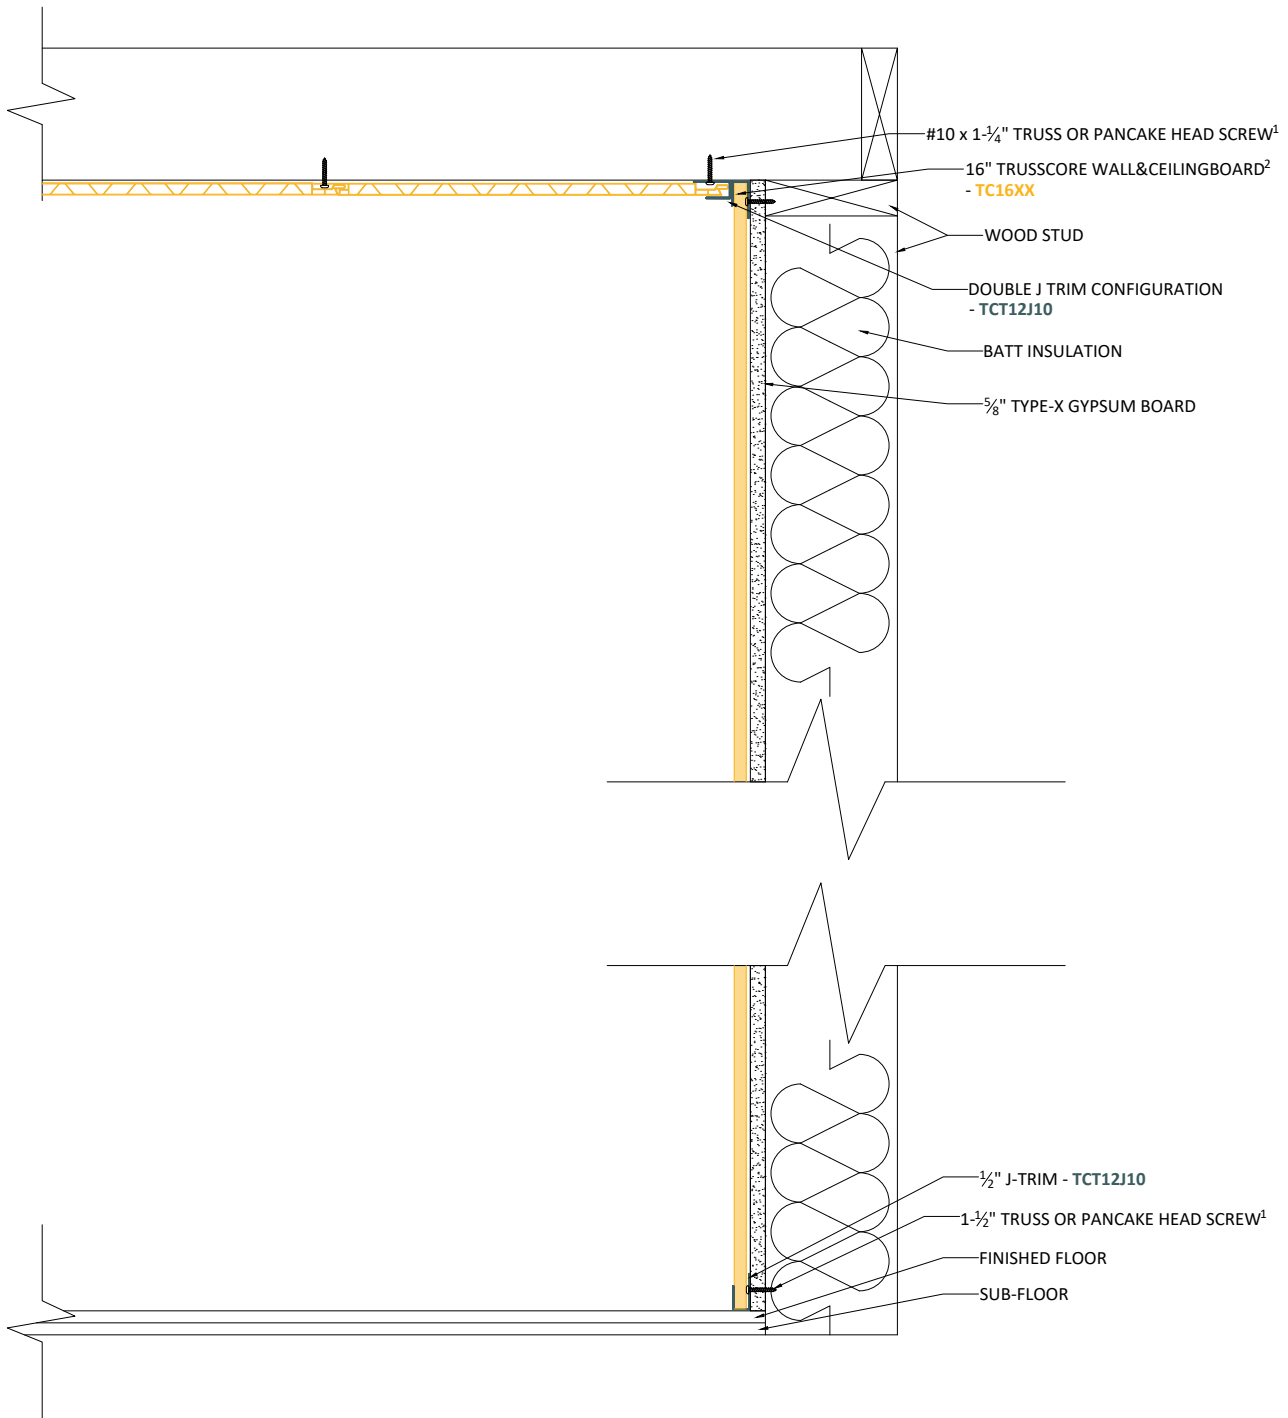 #10 x 1-¼" TRUSS OR PANCAKE HEAD SCREW¹
16" TRUSSCORE WALL&CEILINGBOARD²
- TC16XX
WOOD STUD
DOUBLE J TRIM CONFIGURATION
- TCT12J10
BATT INSULATION
⅝" TYPE-X GYPSUM BOARD
½" J-TRIM - TCT12J10
1-½" TRUSS OR PANCAKE HEAD SCREW¹
FINISHED FLOOR
SUB-FLOOR